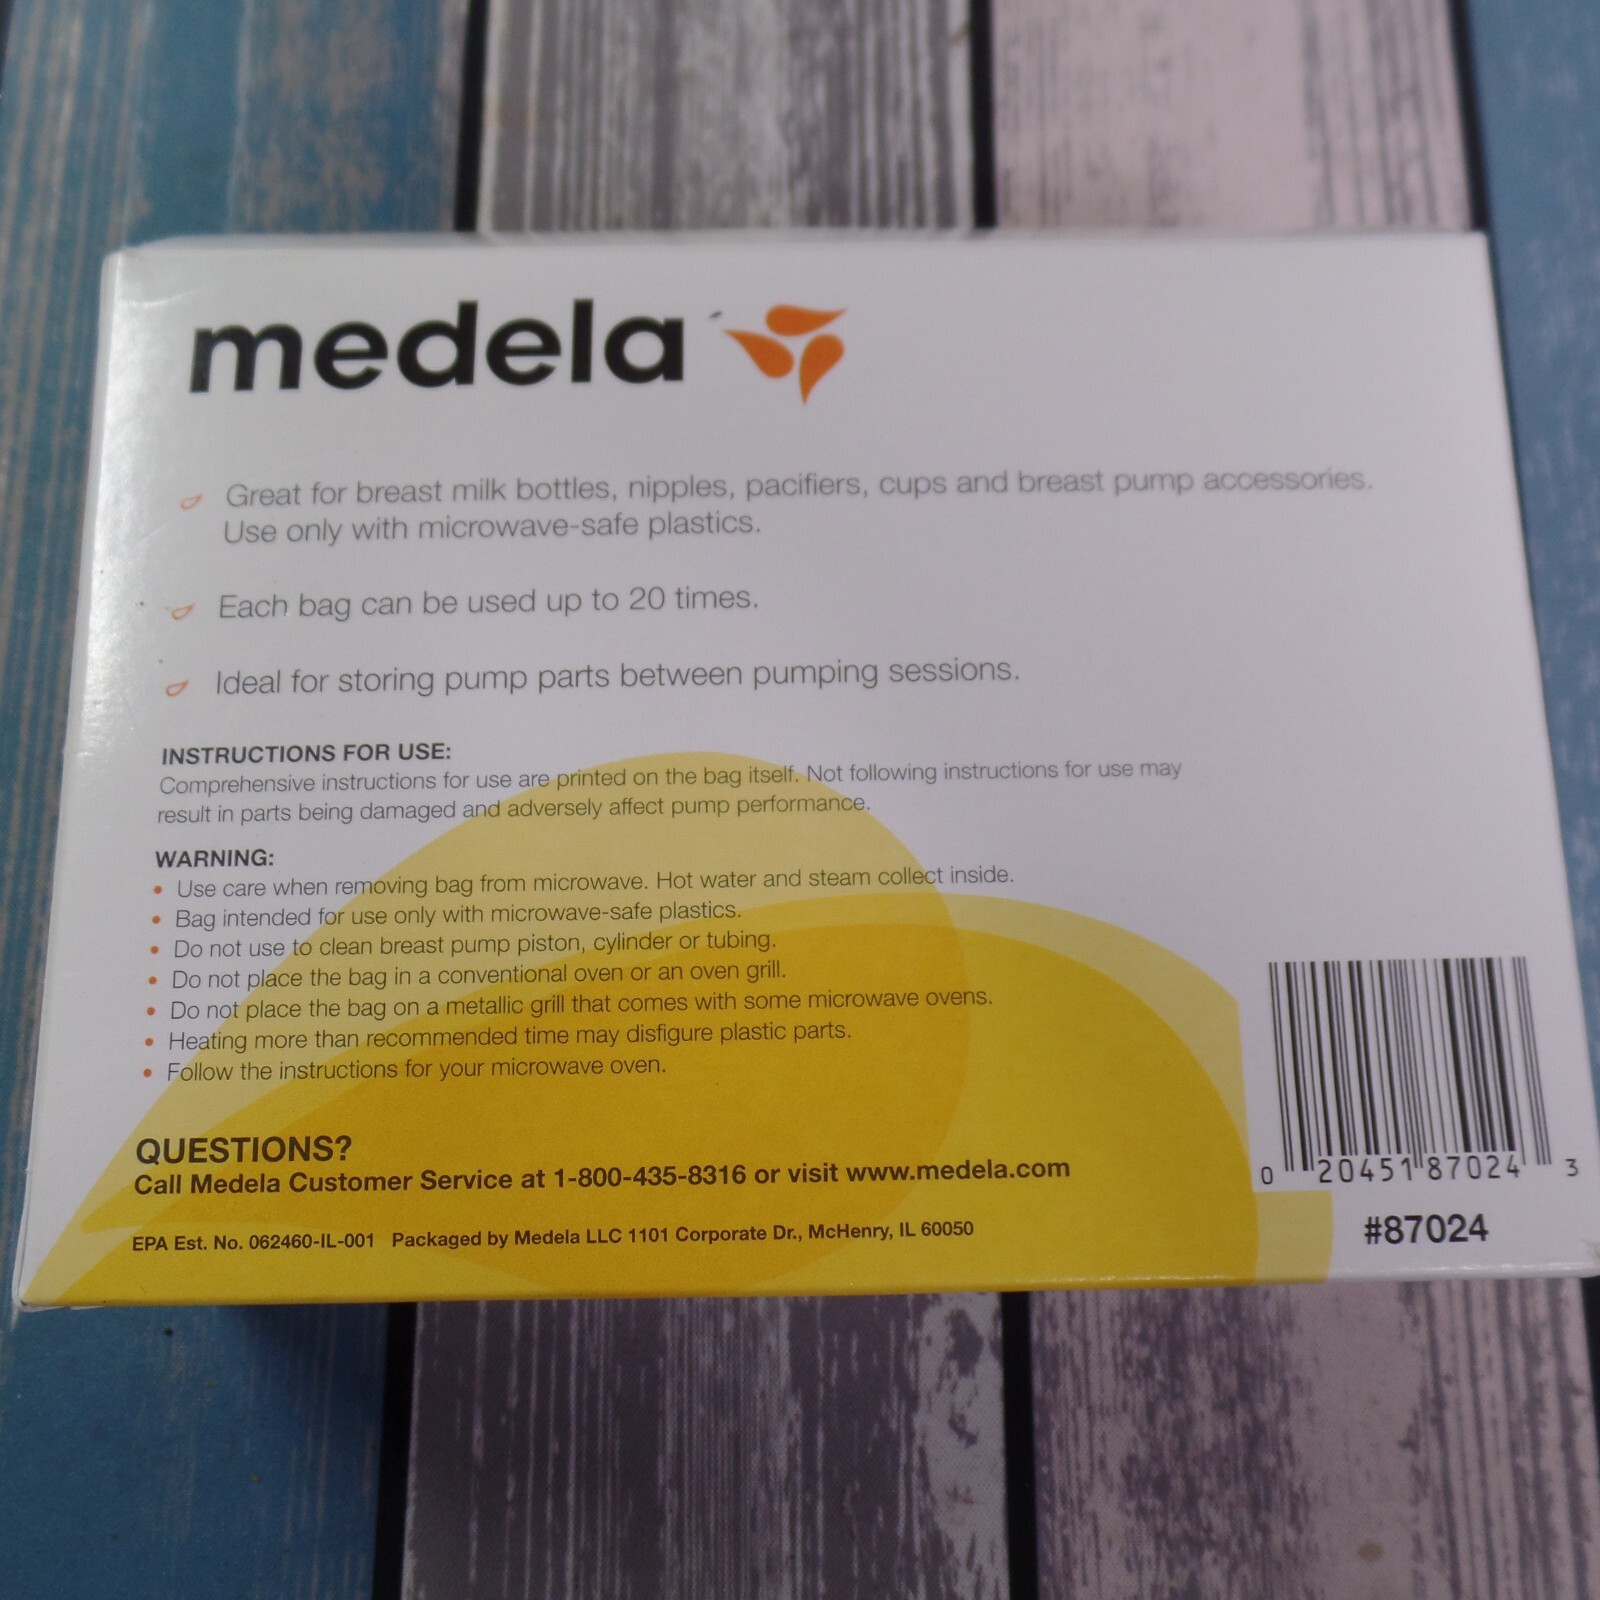 medela
Great for breast milk bottles, nipples, pacifiers, cups and breast pump accessories.
Use only with microwave-safe plastics.
Each bag can be used up to 20 times.
Ideal for storing pump parts between pumping sessions.
INSTRUCTIONS FOR USE:
Comprehensive instructions for use are printed on the bag itself. Not following instructions for use may
result in parts being damaged and adversely affect pump performance.
WARNING:
• Use care when removing bag from microwave. Hot water and steam collect inside.
• Bag intended for use only with microwave-safe plastics.
• Do not use to clean breast pump piston, cylinder or tubing.
• Do not place the bag in a conventional oven or an oven grill.
• Do not place the bag on a metallic grill that comes with some microwave ovens.
• Heating more than recommended time may disfigure plastic parts.
• Follow the instructions for your microwave oven.
QUESTIONS?
Call Medela Customer Service at 1-800-435-8316 or visit www.medela.com
EPA Est. No. 062460-IL-001 Packaged by Medela LLC 1101 Corporate Dr., McHenry, IL 60050
0 20451 87024 3
#87024